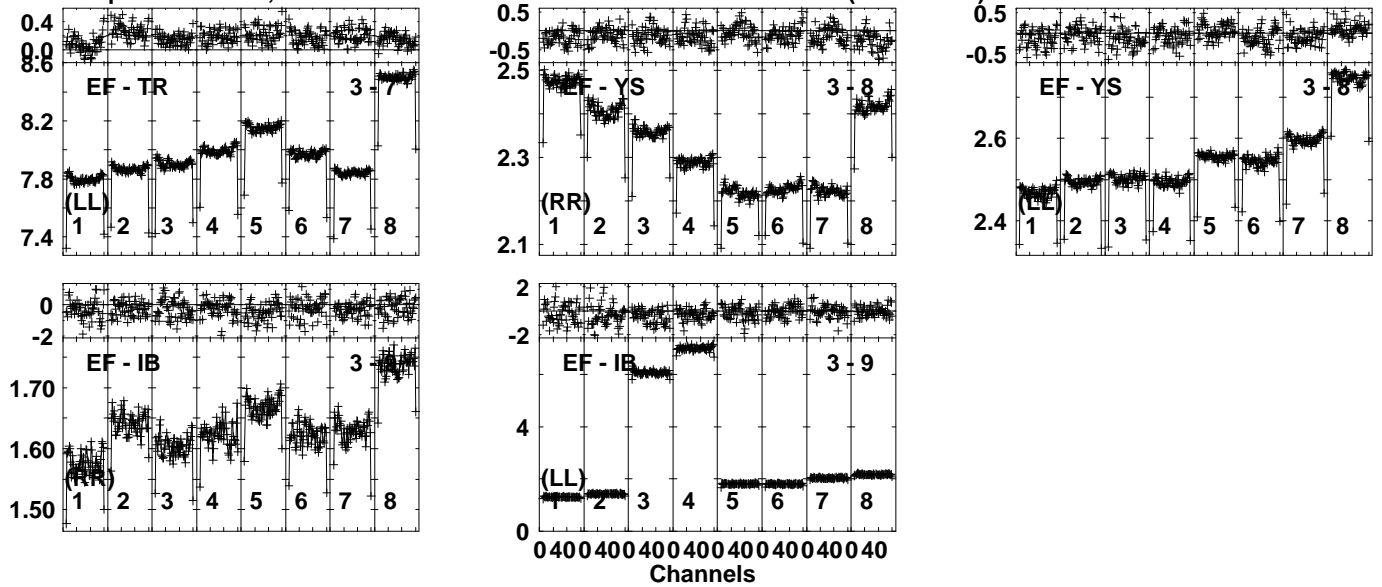 0.4
0.0
8.6
EF - TR
3 - 7
8.2
7.8
7.4
(LL)
1 2 3 4 5 6 7 8
0.5
-0.5
2.5
EF - YS
3 - 8
2.3
2.1
(RR)
1 2 3 4 5 6 7 8
0.5
-0.5
EF - YS
3 - 8
2.6
2.4
(LL)
1 2 3 4 5 6 7 8
0
-2
EF - IB
3 - 9
1.70
1.60
1.50
(RR)
1 2 3 4 5 6 7 8
2
-2
EF - IB
3 - 9
4
0
(LL)
1 2 3 4 5 6 7 8
0 40 0 40 0 40 0 40 0 40 0 40 0 40 0 40
Channels